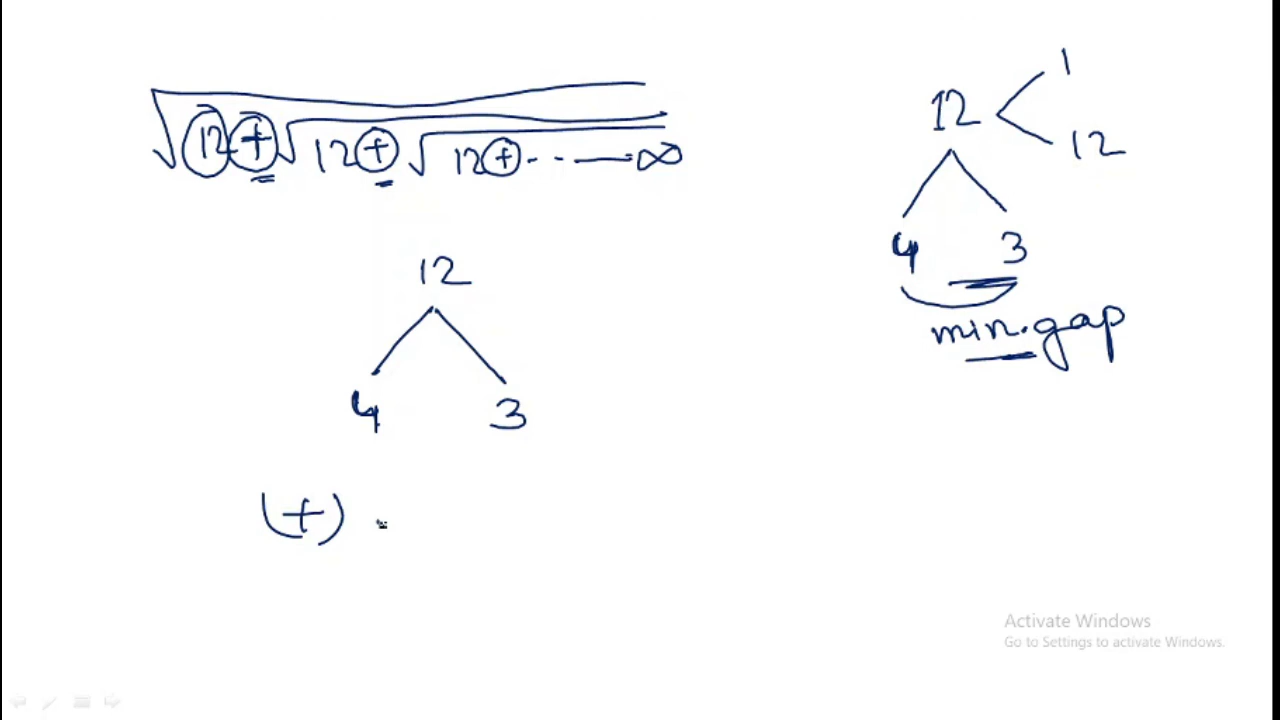 √12+√12+√12+..—∞
12
4 3
(+)
12 < 1
12
4 3
min.gap
Activate Windows
Go to Settings to activate Windows.